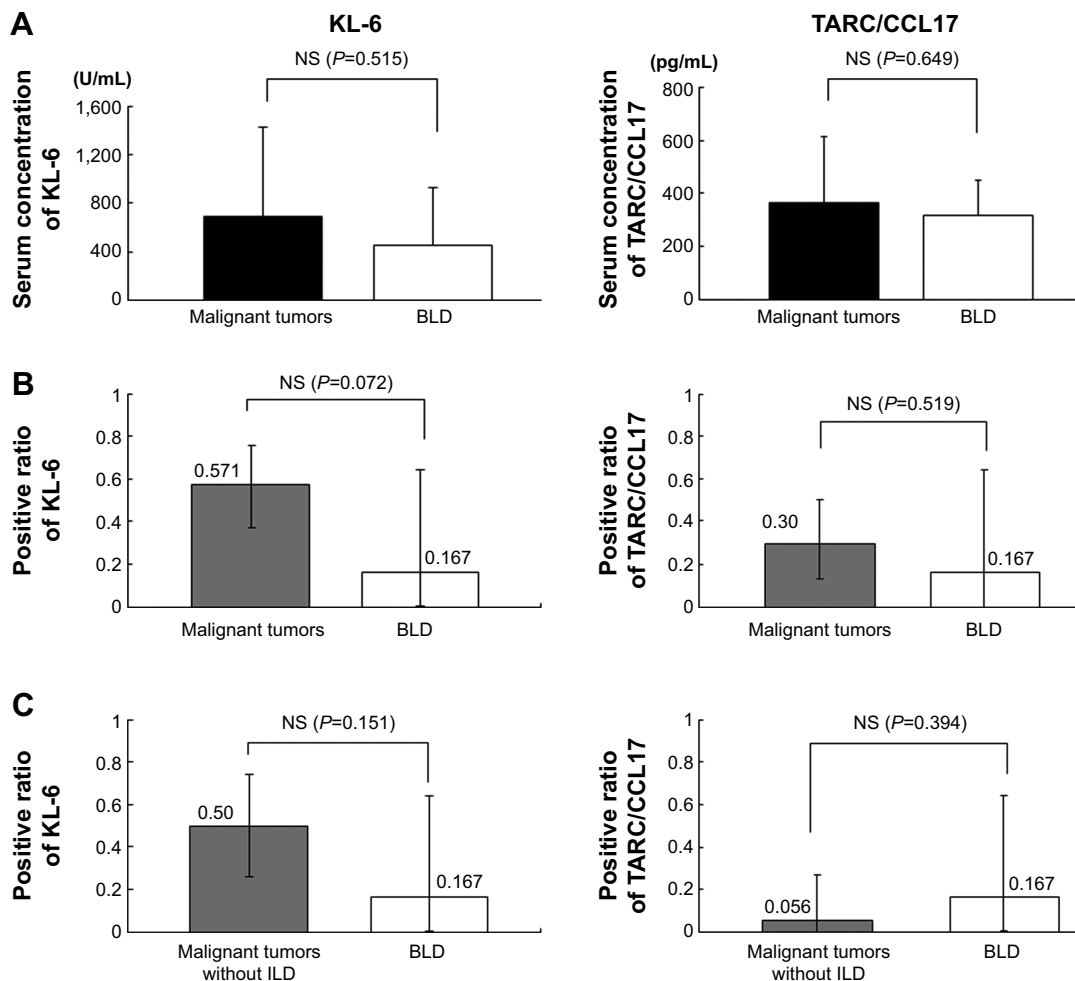 A
KL-6
TARC/CCL17
NS (P=0.515)
(U/mL)
Serum concentration
of KL-6
1,600
1,200
800
400
0
Malignant tumors
BLD
NS (P=0.649)
(pg/mL)
Serum concentration
of TARC/CCL17
800
600
400
200
0
Malignant tumors
BLD
B
NS (P=0.072)
Positive ratio
of KL-6
1
0.8
0.6
0.4
0.2
0
0.571
0.167
Malignant tumors
BLD
NS (P=0.519)
Positive ratio
of TARC/CCL17
1
0.8
0.6
0.4
0.2
0
0.30
0.167
Malignant tumors
BLD
C
NS (P=0.151)
Positive ratio
of KL-6
1
0.8
0.6
0.4
0.2
0
0.50
0.167
Malignant tumors
without ILD
BLD
NS (P=0.394)
Positive ratio
of TARC/CCL17
1
0.8
0.6
0.4
0.2
0
0.056
0.167
Malignant tumors
without ILD
BLD